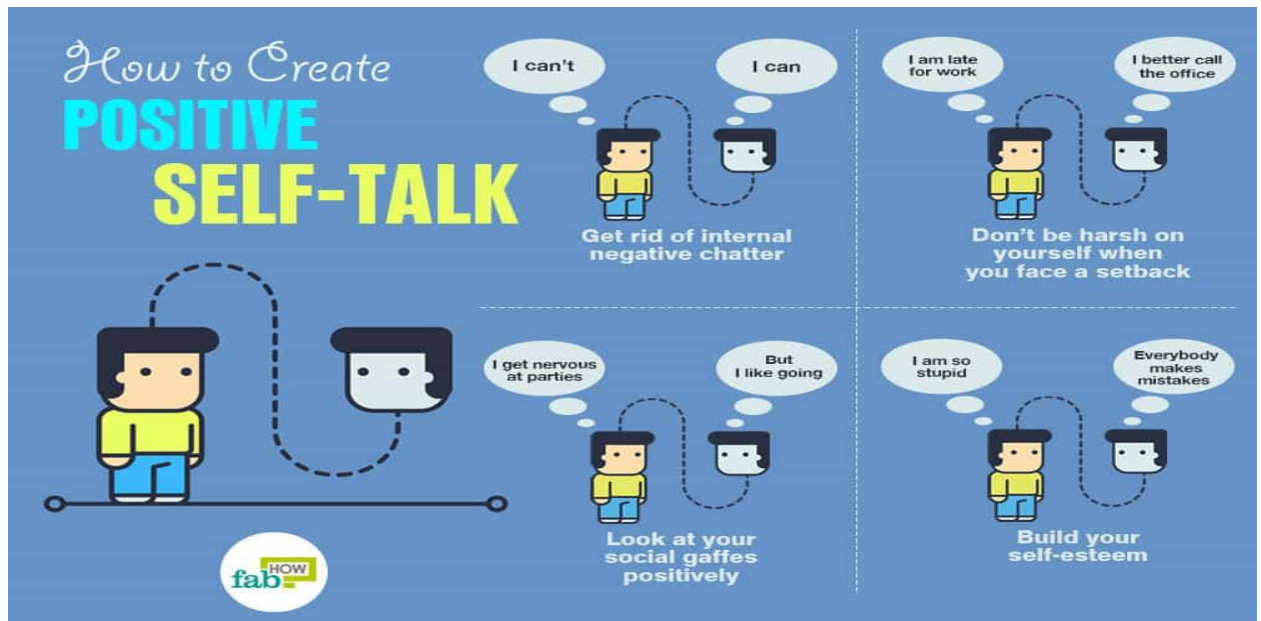 How to Create
POSITIVE
SELF-TALK
I can't
I can
Get rid of internal
negative chatter
I am late
for work
I better call
the office
Don't be harsh on
yourself when
you face a setback
I get nervous
at parties
But
I like going
Look at your
social gaffes
positively
I am so
stupid
Everybody
makes
mistakes
Build your
self-esteem
fab HOW